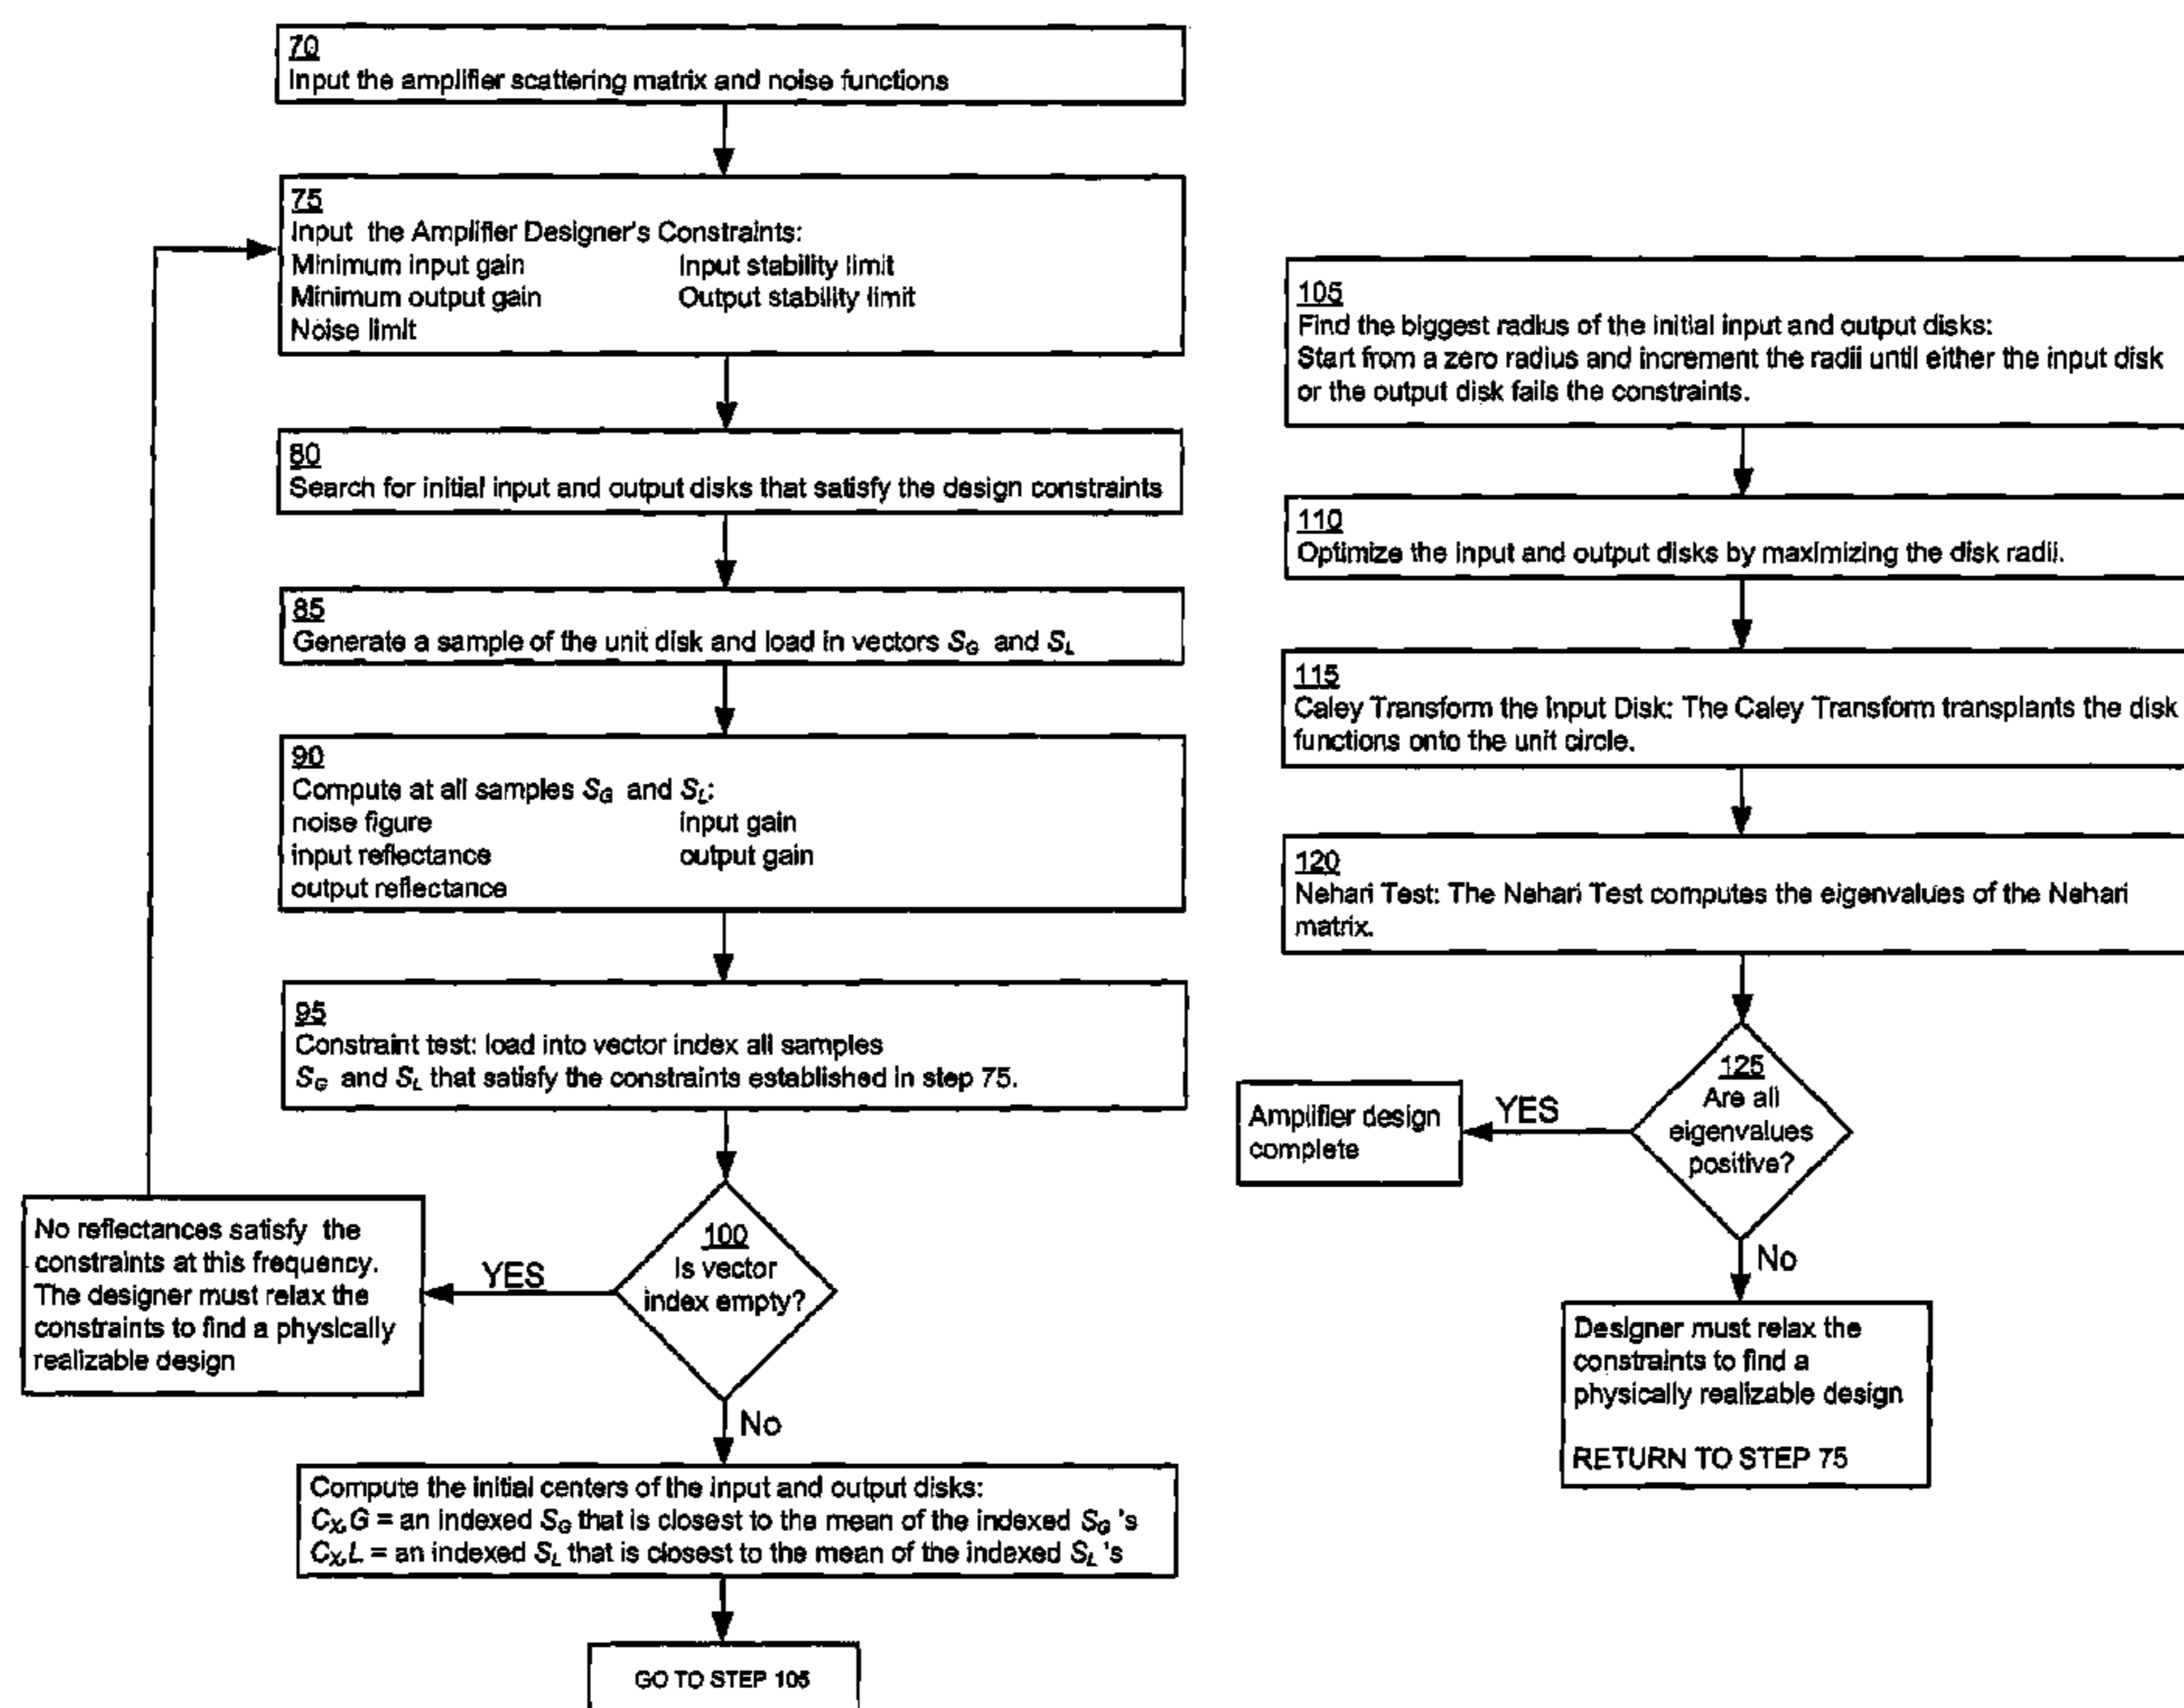 70
Input the amplifier scattering matrix and noise functions
75
Input the Amplifier Designer's Constraints:
Minimum input gain Input stability limit
Minimum output gain Output stability limit
Noise limit
80
Search for initial input and output disks that satisfy the design constraints
85
Generate a sample of the unit disk and load in vectors S_G and S_L
90
Compute at all samples S_G and S_L:
noise figure input gain
input reflectance output gain
output reflectance
95
Constraint test: load into vector index all samples
S_G and S_L that satisfy the constraints established in step 75.
100
Is vector
index empty?
YES
No reflectances satisfy the
constraints at this frequency.
The designer must relax the
constraints to find a physically
realizable design
No
Compute the initial centers of the input and output disks:
C_X,G = an indexed S_G that is closest to the mean of the indexed S_G 's
C_X,L = an indexed S_L that is closest to the mean of the indexed S_L 's
GO TO STEP 105
105
Find the biggest radius of the initial input and output disks:
Start from a zero radius and increment the radii until either the input disk
or the output disk fails the constraints.
110
Optimize the input and output disks by maximizing the disk radii.
115
Caley Transform the Input Disk: The Caley Transform transplants the disk
functions onto the unit circle.
120
Nehari Test: The Nehari Test computes the eigenvalues of the Nehari
matrix.
125
Are all
eigenvalues
positive?
YES
Amplifier design
complete
No
Designer must relax the
constraints to find a
physically realizable design
RETURN TO STEP 75